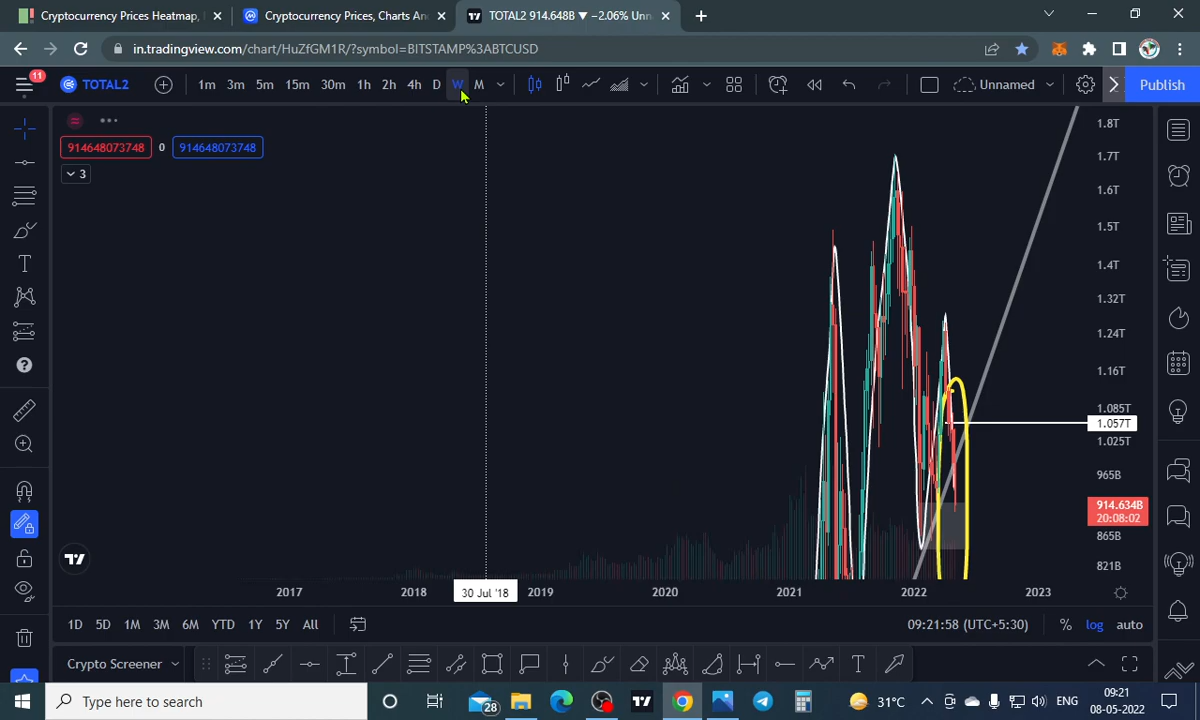 Cryptocurrency Prices Heatmap,
Cryptocurrency Prices, Charts An
TOTAL2 914.648B ▼ −2.06% Unn
in.tradingview.com/chart/HuZfGM1R/?symbol=BITSTAMP%3ABTCUSD
11
TOTAL2
1m 3m 5m 15m 30m 1h 2h 4h D W M
Unnamed
Publish
914648073748 0 914648073748
3
1.8T
1.7T
1.6T
1.5T
1.4T
1.32T
1.24T
1.16T
1.085T
1.057T
1.025T
965B
914.634B
20:08:02
865B
821B
2017 2018 30 Jul '18 2019 2020 2021 2022 2023
1D 5D 1M 3M 6M YTD 1Y 5Y All
09:21:58 (UTC+5:30) % log auto
Crypto Screener
Type here to search
28
31°C
ENG
09:21
08-05-2022